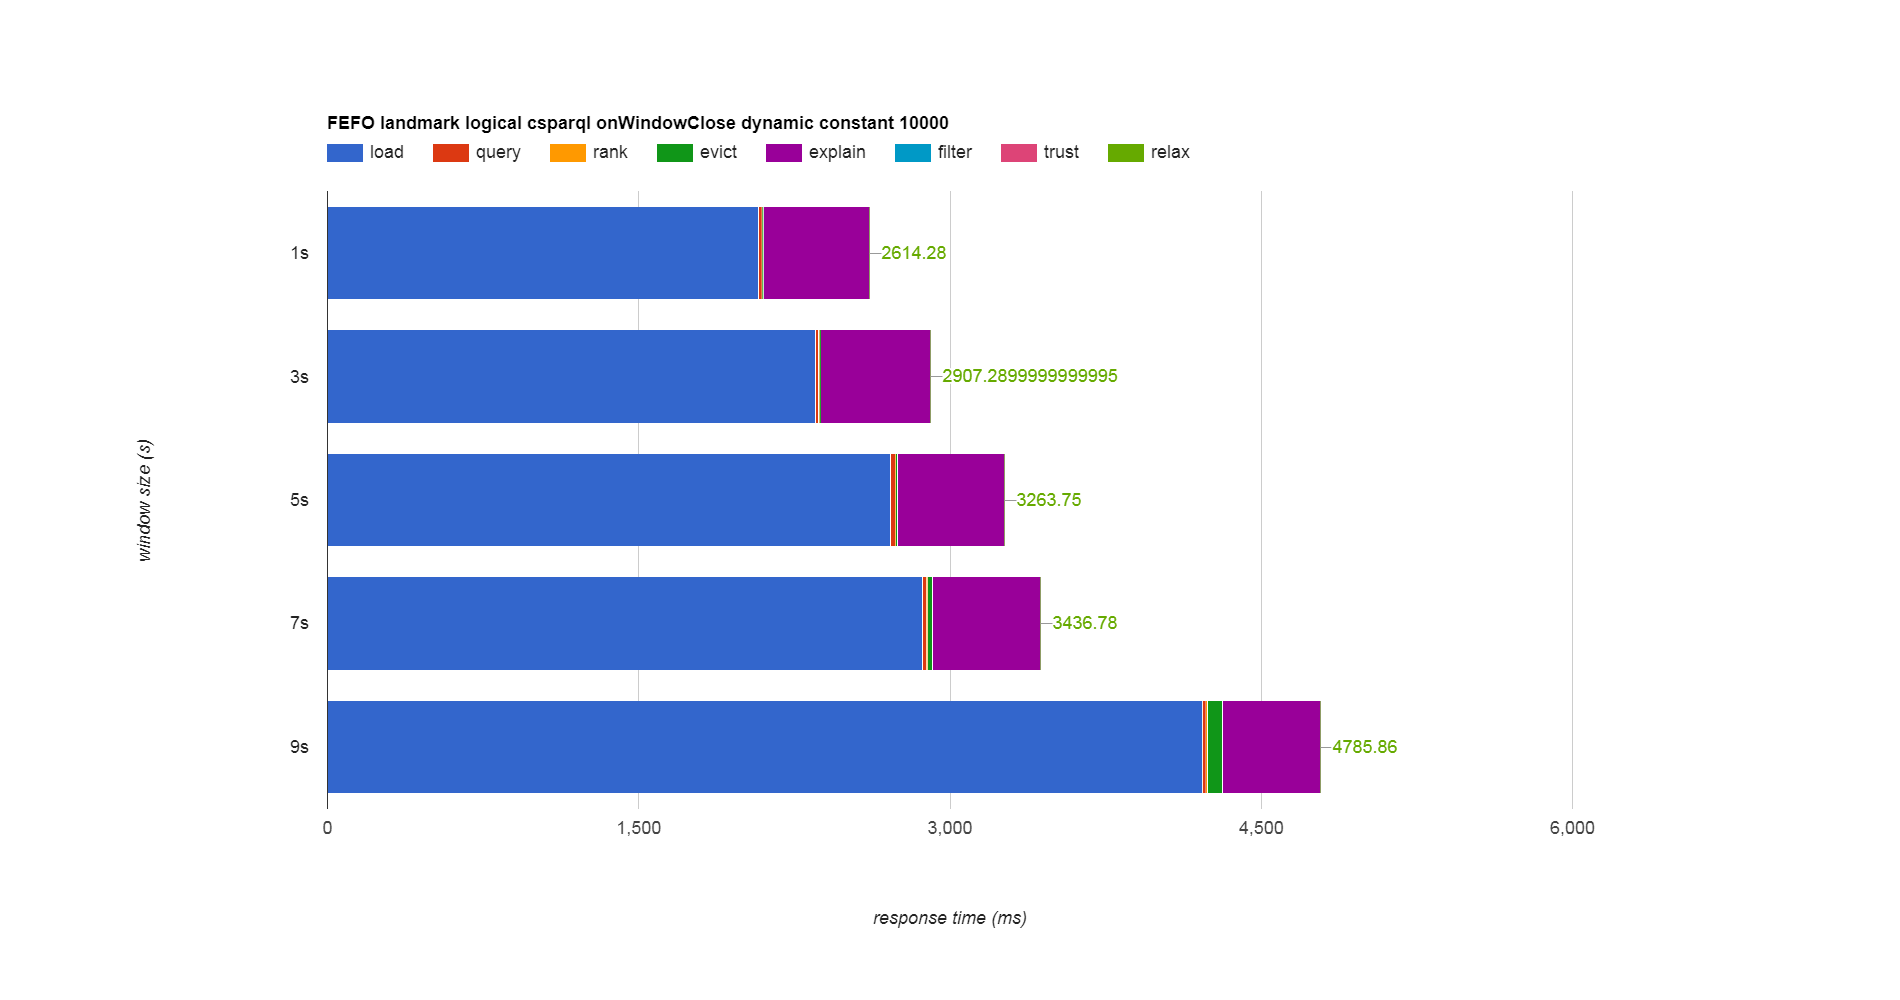 FEFO landmark logical csparql onWindowClose dynamic constant 10000
load query rank evict explain filter trust relax
1s 2614.28
3s 2907.2899999999995
5s 3263.75
7s 3436.78
9s 4785.86
window size (s)
0 1,500 3,000 4,500 6,000
response time (ms)